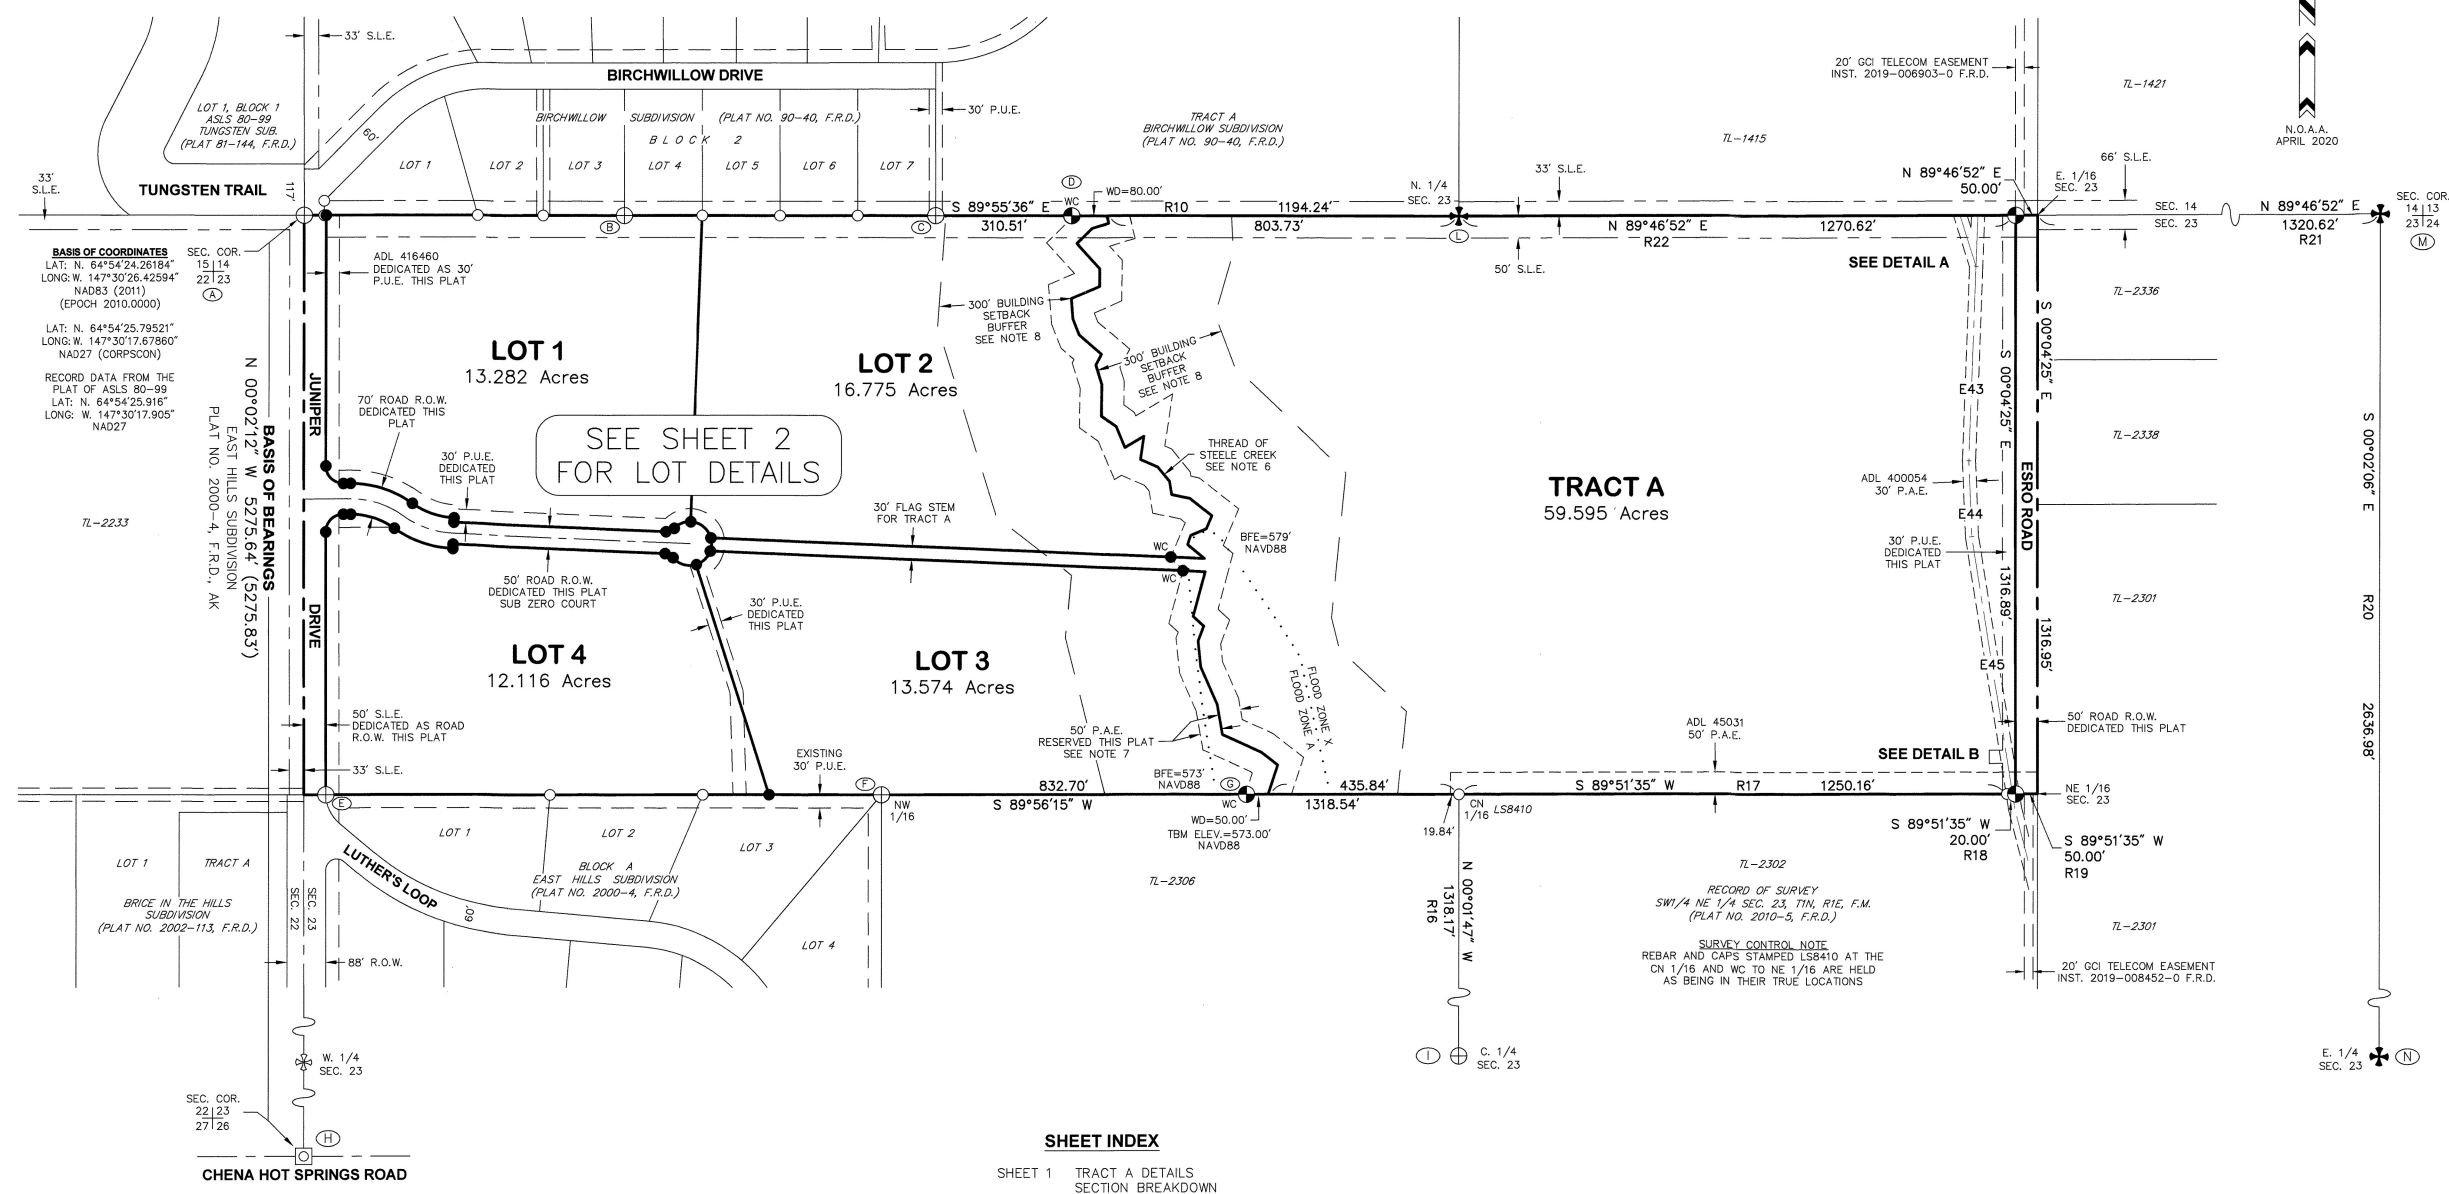 33' S.L.E.
BIRCHWILLOW DRIVE
20' GCI TELECOM EASEMENT
INST. 2019-006903-0 F.R.D.
TL-1421
N.O.A.A.
APRIL 2020
LOT 1, BLOCK 1
ASLS 80-99
TUNGSTEN SUB.
(PLAT 81-144, F.R.D.)
60'
BIRCHWILLOW SUBDIVISION (PLAT NO. 90-40, F.R.D.)
BLOCK 2
30' P.U.E.
TRACT A
BIRCHWILLOW SUBDIVISION
(PLAT NO. 90-40, F.R.D.)
TL-1415
LOT 1
LOT 2
LOT 3
LOT 4
LOT 5
LOT 6
LOT 7
33'
S.L.E.
TUNGSTEN TRAIL
117'
D
WC
WD=80.00'
S 89°55'36" E
310.51'
R10
1194.24'
803.73'
N. 1/4
SEC. 23
33' S.L.E.
N 89°46'52" E
50.00'
E. 1/16
SEC. 23
66' S.L.E.
SEC. 14
SEC. 23
N 89°46'52" E
1320.62'
R21
SEC. COR.
14 13
23 24
M
B
C
L
N 89°46'52" E
R22
1270.62'
50' S.L.E.
SEE DETAIL A
BASIS OF COORDINATES
LAT: N. 64°54'24.26184"
LONG: W. 147°30'26.42594"
NAD83 (2011)
(EPOCH 2010.0000)
LAT: N. 64°54'25.79521"
LONG: W. 147°30'17.67860"
NAD27 (CORPSCON)
RECORD DATA FROM THE
PLAT OF ASLS 80-99
LAT: N. 64°54'25.916"
LONG: W. 147°30'17.905"
NAD27
SEC. COR.
15 14
22 23
A
ADL 416460
DEDICATED AS 30'
P.U.E. THIS PLAT
300' BUILDING
SETBACK
BUFFER
SEE NOTE 8
300' BUILDING
SETBACK
BUFFER
SEE NOTE 8
TL-2336
LOT 1
13.282 Acres
LOT 2
16.775 Acres
JUNIPER
DRIVE
N 00°02'12" W 5275.64' (5275.83')
BASIS OF BEARINGS
EAST HILLS SUBDIVISION
PLAT NO. 2000-4, F.R.D., AK
70' ROAD R.O.W.
DEDICATED THIS
PLAT
30' P.U.E.
DEDICATED
THIS PLAT
SEE SHEET 2
FOR LOT DETAILS
THREAD OF
STEELE CREEK
SEE NOTE 6
TRACT A
59.595 Acres
S 00°04'25" E
S 00°04'25" E
E43
E44
E45
ADL 400054
30' P.A.E.
ESRO ROAD
TL-2338
S 00°02'06" E
R20
2636.98'
TL-2233
30' FLAG STEM
FOR TRACT A
WC
WC
BFE=579'
NAVD88
30' P.U.E.
DEDICATED
THIS PLAT
1316.89'
1316.95'
TL-2301
50' ROAD R.O.W.
DEDICATED THIS PLAT
SUB ZERO COURT
30' P.U.E.
DEDICATED
THIS PLAT
LOT 4
12.116 Acres
LOT 3
13.574 Acres
FLOOD ZONE X
FLOOD ZONE A
50' S.L.E.
DEDICATED AS ROAD
R.O.W. THIS PLAT
33' S.L.E.
EXISTING
30' P.U.E.
50' P.A.E.
RESERVED THIS PLAT
SEE NOTE 7
BFE=573'
NAVD88
ADL 45031
50' P.A.E.
SEE DETAIL B
50' ROAD R.O.W.
DEDICATED THIS PLAT
E
F
NW
1/16
832.70'
S 89°56'15" W
G
WC
435.84'
1318.54'
WD=50.00'
TBM ELEV.=573.00'
NAVD88
19.84'
CN
1/16
LS8410
S 89°51'35" W
R17
1250.16'
NE 1/16
SEC. 23
S 89°51'35" W
20.00'
R18
S 89°51'35" W
50.00'
R19
LOT 1
TRACT A
BRICE IN THE HILLS
SUBDIVISION
(PLAT NO. 2002-113, F.R.D.)
SEC. 23
SEC. 22
88' R.O.W.
LUTHER'S LOOP
60'
LOT 1
LOT 2
LOT 3
LOT 4
BLOCK A
EAST HILLS SUBDIVISION
(PLAT NO. 2000-4, F.R.D.)
TL-2306
N 00°01'47" W
1318.17'
R16
TL-2302
RECORD OF SURVEY
SW1/4 NE 1/4 SEC. 23, T1N, R1E, F.M.
(PLAT NO. 2010-5, F.R.D.)
SURVEY CONTROL NOTE
REBAR AND CAPS STAMPED LS8410 AT THE
CN 1/16 AND WC TO NE 1/16 ARE HELD
AS BEING IN THEIR TRUE LOCATIONS
TL-2301
20' GCI TELECOM EASEMENT
INST. 2019-008452-0 F.R.D.
W. 1/4
SEC. 23
I
C. 1/4
SEC. 23
E. 1/4
SEC. 23
N
SEC. COR.
22 23
27 26
H
CHENA HOT SPRINGS ROAD
SHEET INDEX
SHEET 1 TRACT A DETAILS
SECTION BREAKDOWN